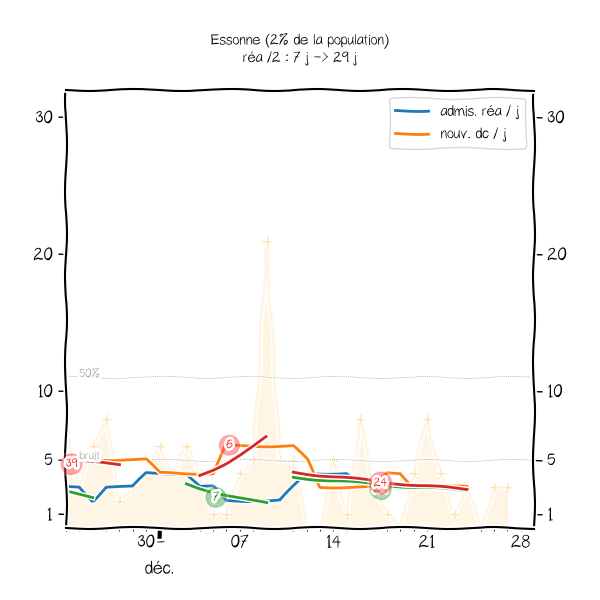 Essonne (2% de la population)
réa /2 : 7 j -> 29 j
admis. réa / j
nouv. dc / j
30 30
20 20
50%
10 10
6
5 bruit 5
39
24
7
1 1
30 07 14 21 28
déc.